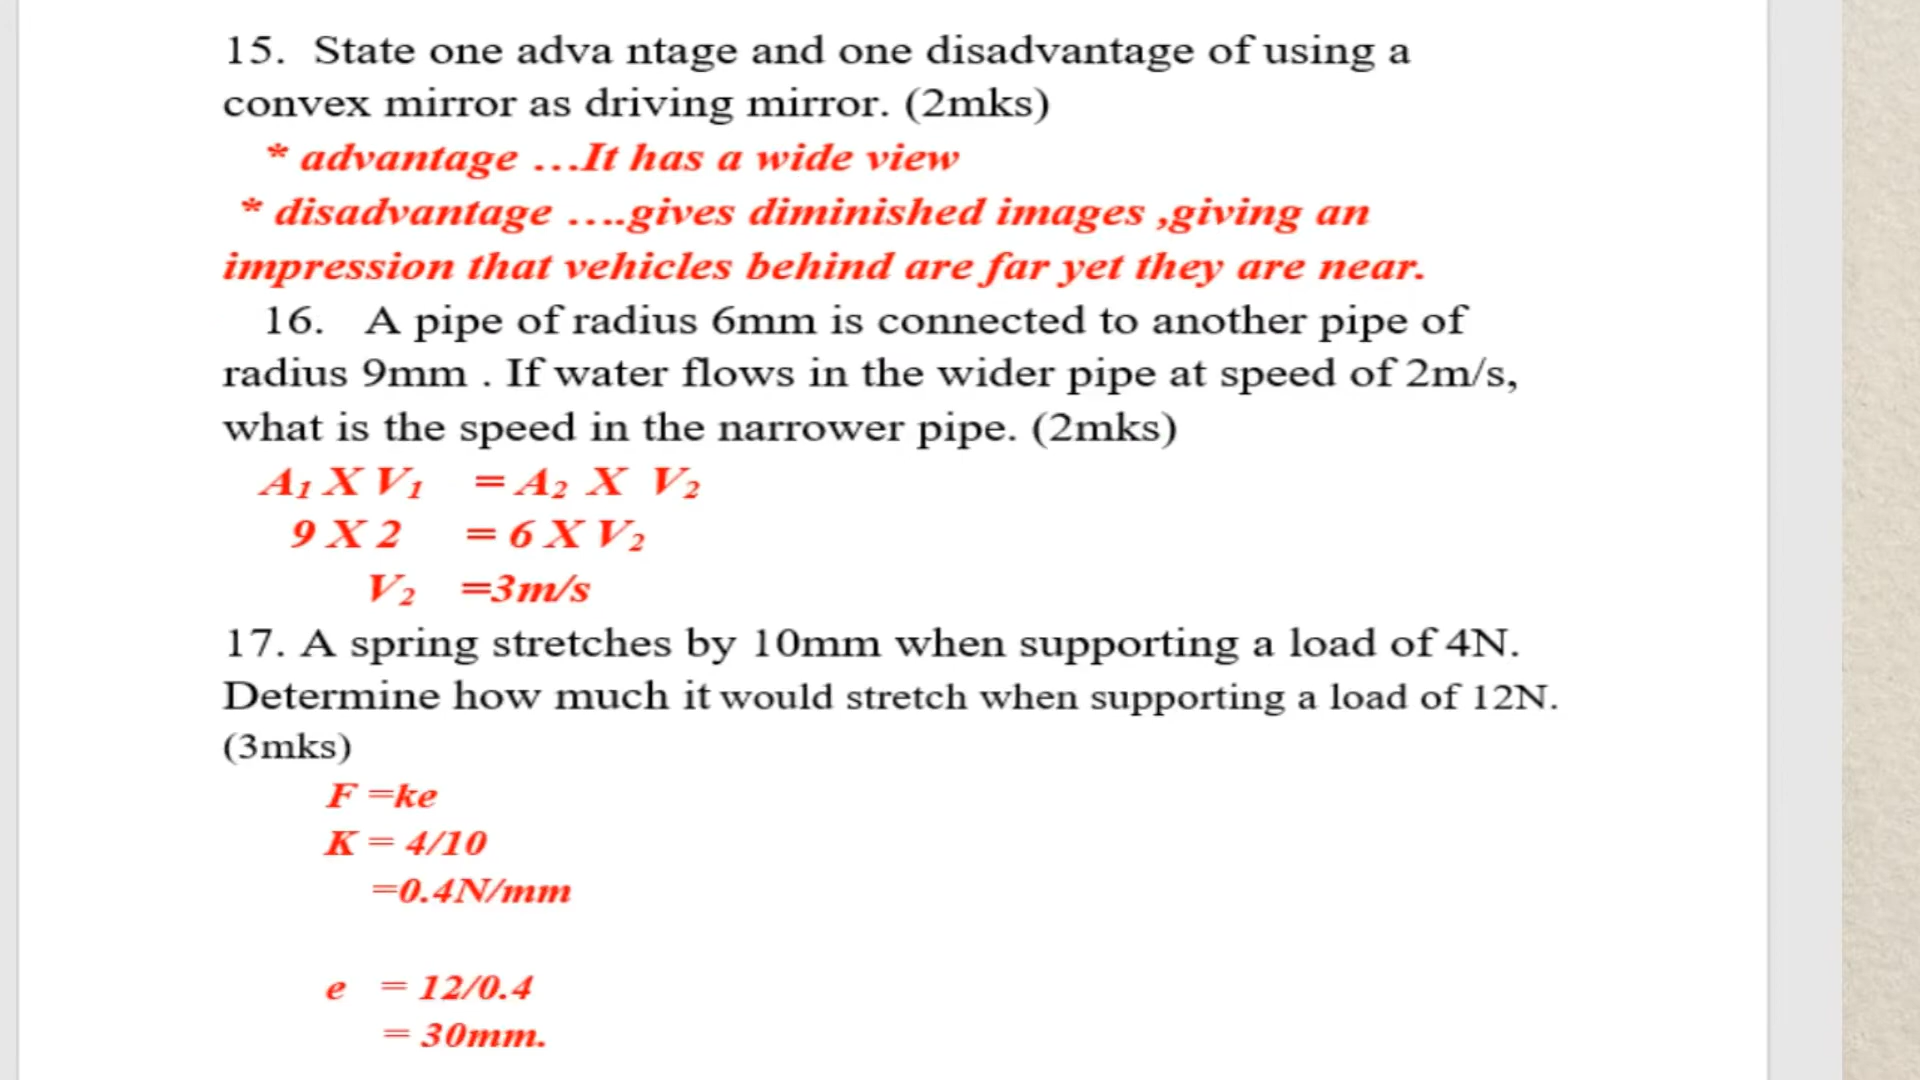 15. State one adva ntage and one disadvantage of using a
convex mirror as driving mirror. (2mks)
* advantage ...It has a wide view
* disadvantage ....gives diminished images ,giving an
impression that vehicles behind are far yet they are near.
16. A pipe of radius 6mm is connected to another pipe of
radius 9mm . If water flows in the wider pipe at speed of 2m/s,
what is the speed in the narrower pipe. (2mks)
A₁ X V₁ = A₂ X V₂
9 X 2 = 6 X V₂
V₂ =3m/s
17. A spring stretches by 10mm when supporting a load of 4N.
Determine how much it would stretch when supporting a load of 12N.
(3mks)
F =ke
K = 4/10
=0.4N/mm
e = 12/0.4
= 30mm.